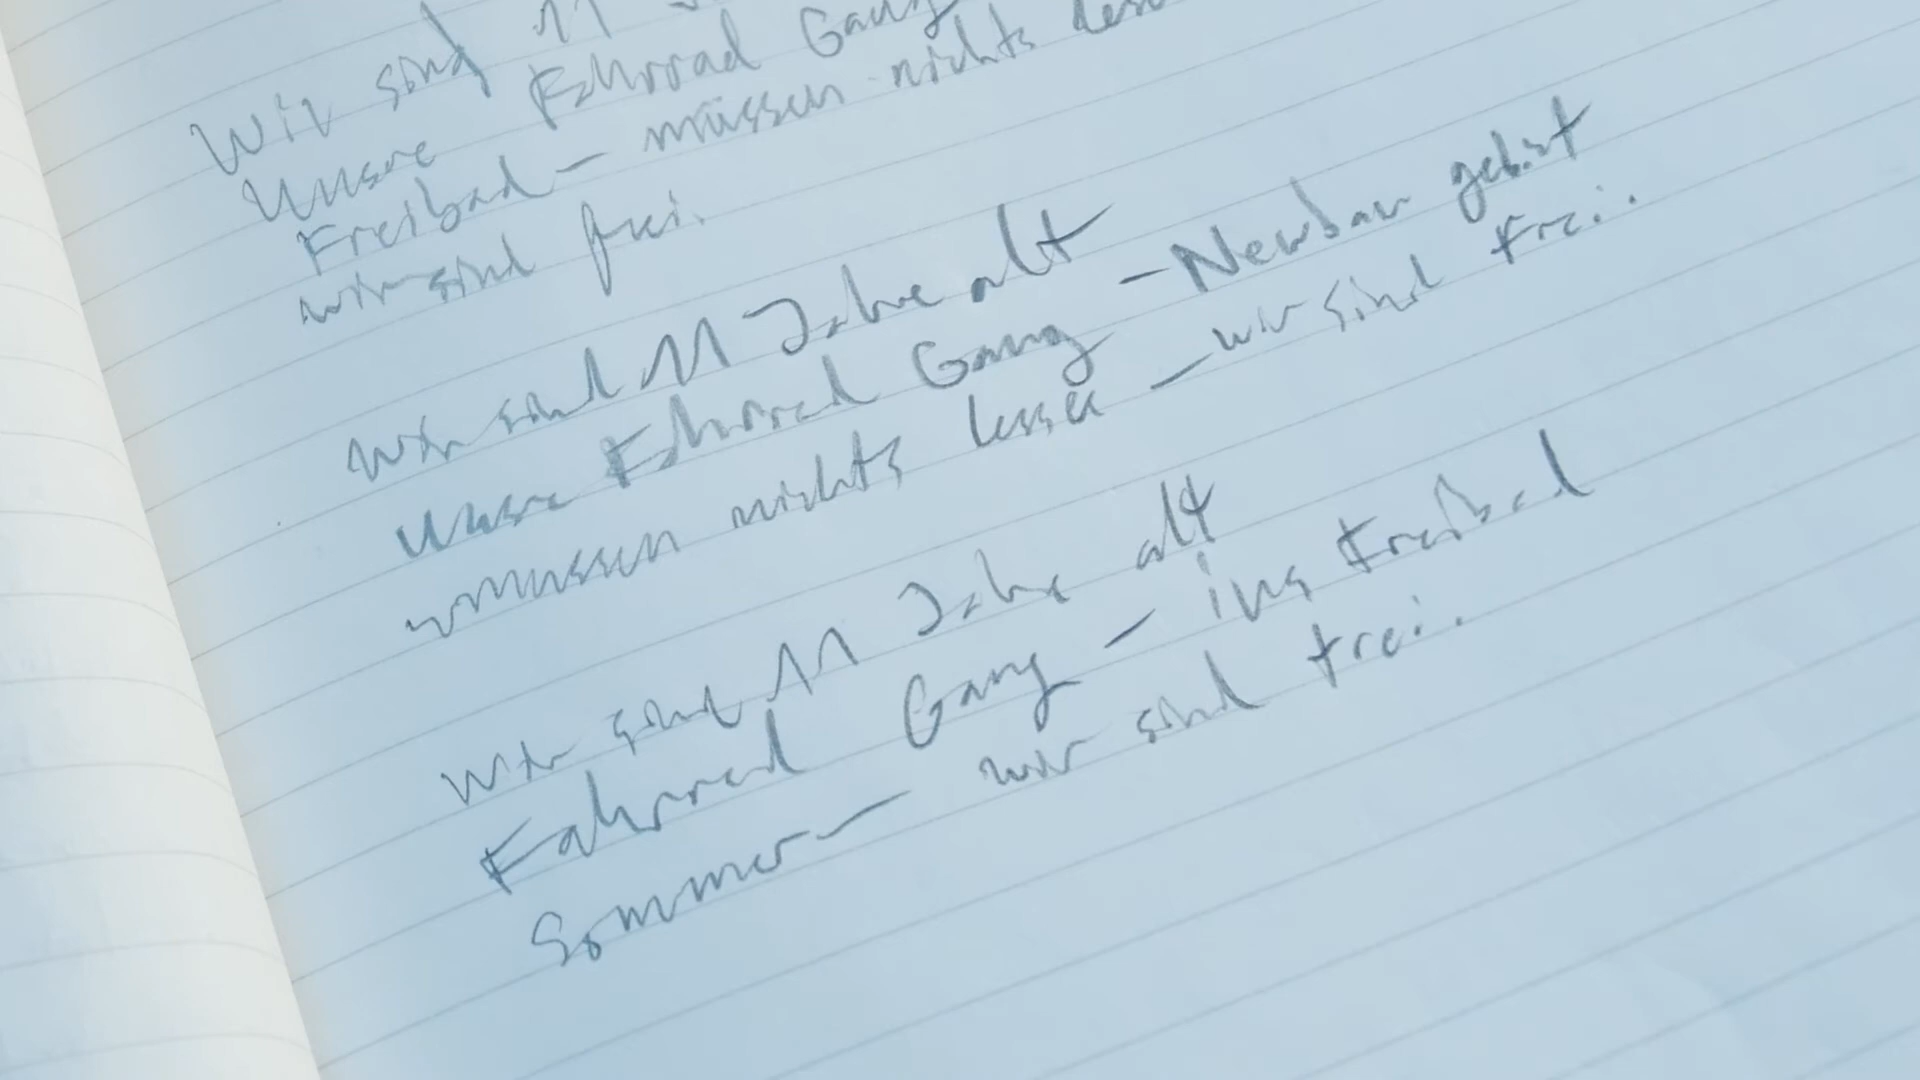 Wir sind 11
Unsere Fahrrad Gang
Freibad – müssen nichts
wir sind frei.
Wir sind 11 Jahre alt
Unsere Fahrrad Gang – Neubau gebiet
müssen nichts – wir sind frei.
Wir sind 11 Jahre alt
Fahrrad Gang – ins Freibad
Sommer – wir sind frei.